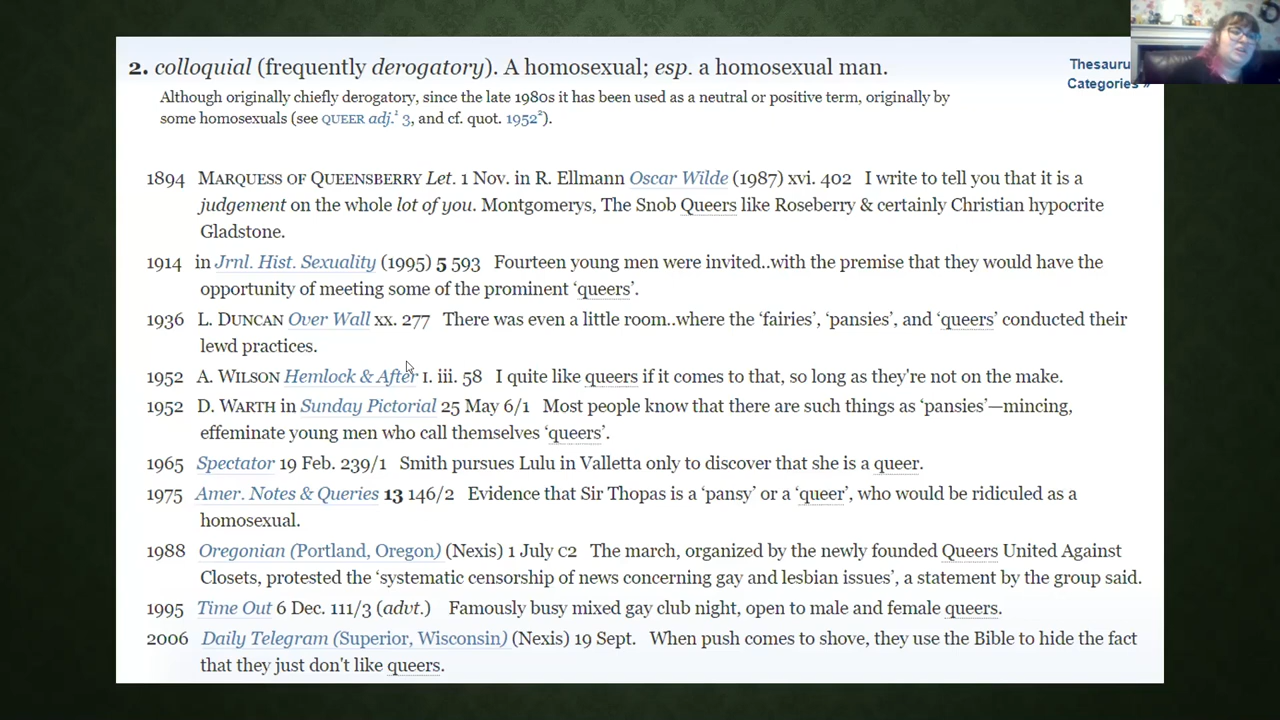 2. colloquial (frequently derogatory). A homosexual; esp. a homosexual man.
Thesauru
Categories »
Although originally chiefly derogatory, since the late 1980s it has been used as a neutral or positive term, originally by
some homosexuals (see QUEER adj.¹ 3, and cf. quot. 1952²).
1894 MARQUESS OF QUEENSBERRY Let. 1 Nov. in R. Ellmann Oscar Wilde (1987) xvi. 402 I write to tell you that it is a
judgement on the whole lot of you. Montgomerys, The Snob Queers like Roseberry & certainly Christian hypocrite
Gladstone.
1914 in Jrnl. Hist. Sexuality (1995) 5 593 Fourteen young men were invited..with the premise that they would have the
opportunity of meeting some of the prominent ‘queers’.
1936 L. DUNCAN Over Wall xx. 277 There was even a little room..where the ‘fairies’, ‘pansies’, and ‘queers’ conducted their
lewd practices.
1952 A. WILSON Hemlock & After I. iii. 58 I quite like queers if it comes to that, so long as they're not on the make.
1952 D. WARTH in Sunday Pictorial 25 May 6/1 Most people know that there are such things as ‘pansies’—mincing,
effeminate young men who call themselves ‘queers’.
1965 Spectator 19 Feb. 239/1 Smith pursues Lulu in Valletta only to discover that she is a queer.
1975 Amer. Notes & Queries 13 146/2 Evidence that Sir Thopas is a ‘pansy’ or a ‘queer’, who would be ridiculed as a
homosexual.
1988 Oregonian (Portland, Oregon) (Nexis) 1 July C2 The march, organized by the newly founded Queers United Against
Closets, protested the ‘systematic censorship of news concerning gay and lesbian issues’, a statement by the group said.
1995 Time Out 6 Dec. 111/3 (advt.) Famously busy mixed gay club night, open to male and female queers.
2006 Daily Telegram (Superior, Wisconsin) (Nexis) 19 Sept. When push comes to shove, they use the Bible to hide the fact
that they just don't like queers.